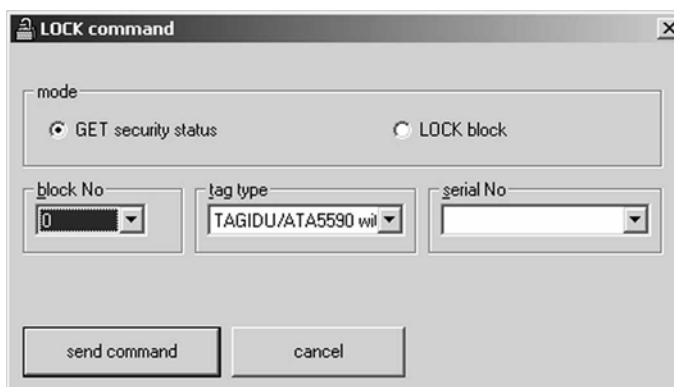 LOCK command
mode
GET security status
LOCK block
block No
tag type
serial No
0
TAGIDU/ATA5590 wil
send command
cancel